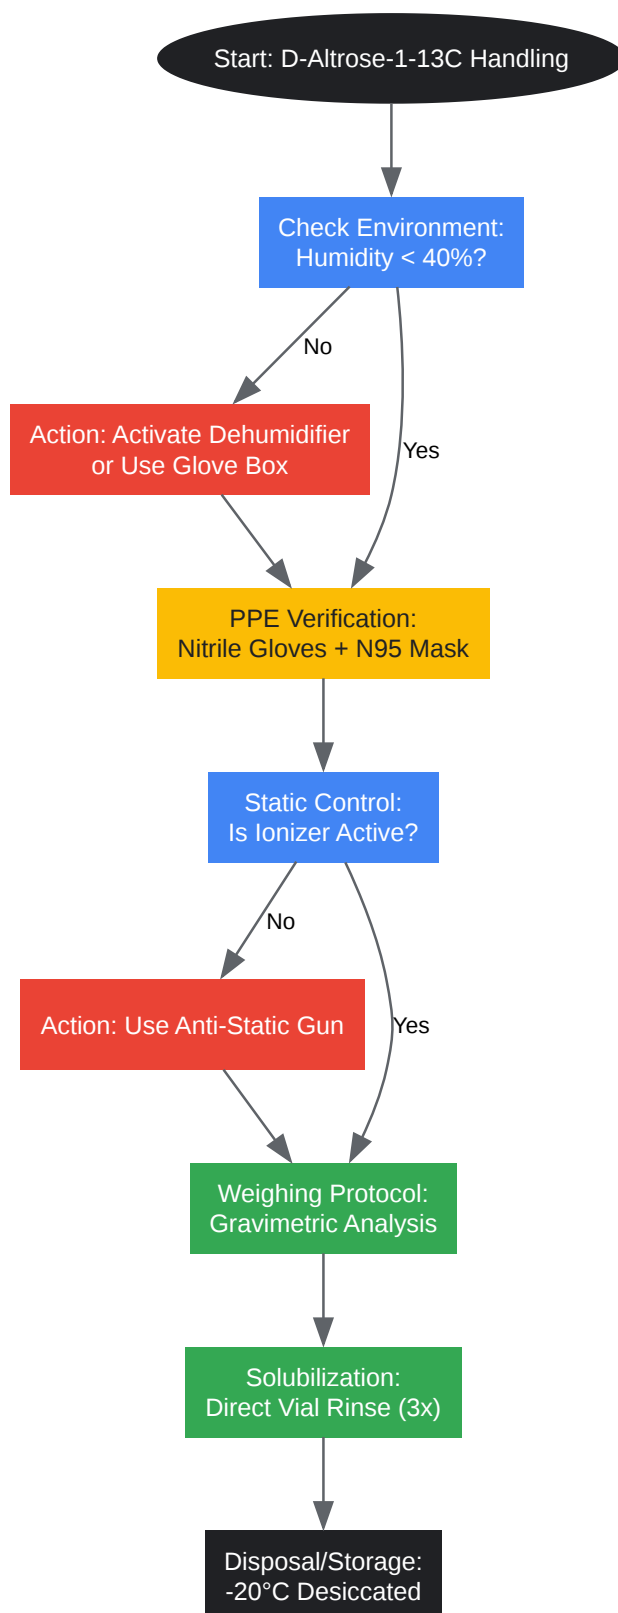 Start: D-Altrose-1-13C Handling
Check Environment:
Humidity < 40%?
No
Action: Activate Dehumidifier
or Use Glove Box
Yes
PPE Verification:
Nitrile Gloves + N95 Mask
Static Control:
Is Ionizer Active?
No
Action: Use Anti-Static Gun
Yes
Weighing Protocol:
Gravimetric Analysis
Solubilization:
Direct Vial Rinse (3x)
Disposal/Storage:
-20°C Desiccated